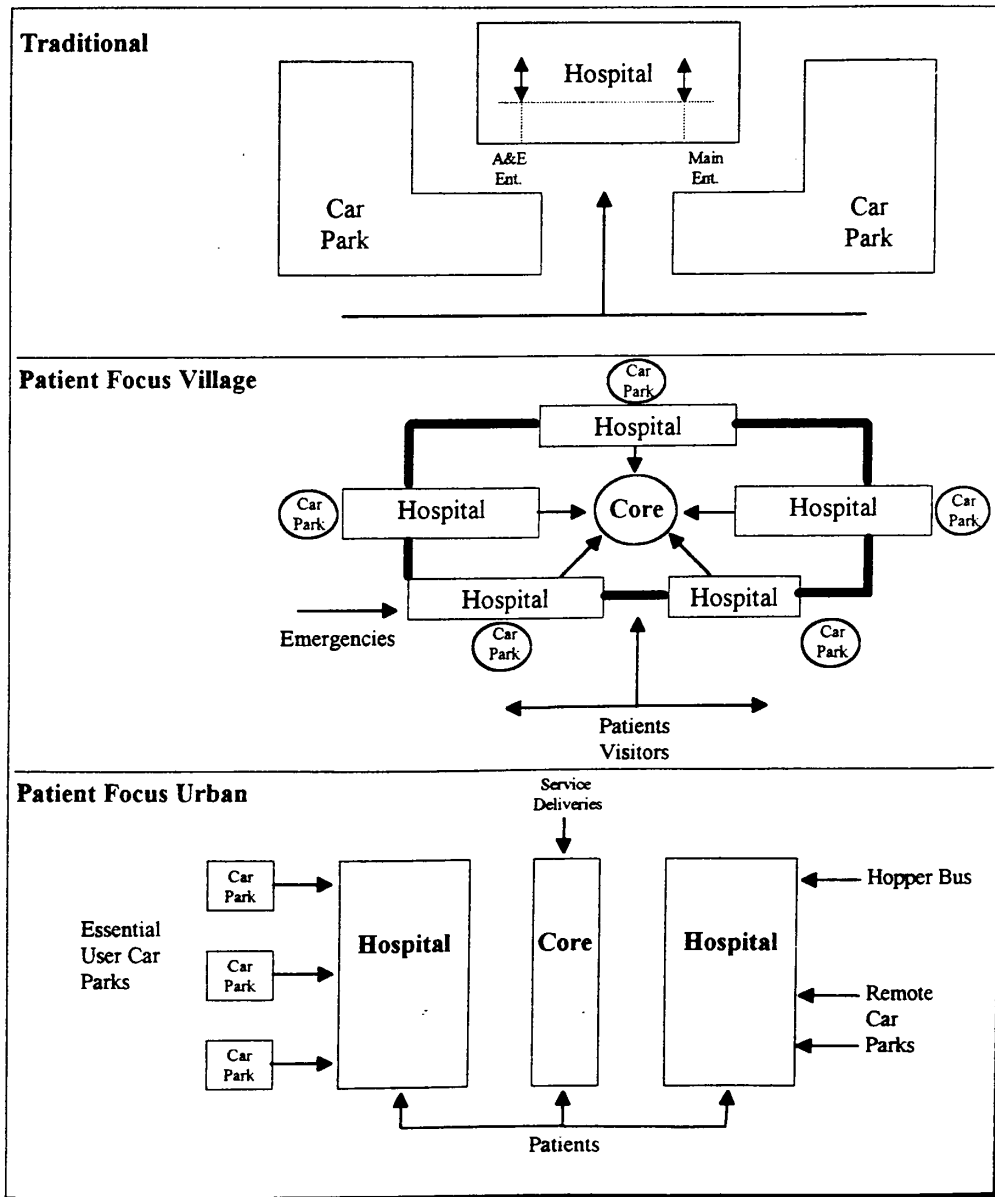 Traditional
Hospital
A&E
Ent.
Main
Ent.
Car
Park
Car
Park
Patient Focus Village
Car
Park
Hospital
Car
Park
Hospital
Core
Hospital
Car
Park
Hospital
Hospital
Emergencies
Car
Park
Car
Park
Patients
Visitors
Patient Focus Urban
Service
Deliveries
Car
Park
Hopper Bus
Essential
User Car
Parks
Hospital
Core
Hospital
Car
Park
Remote
Car
Parks
Car
Park
Patients